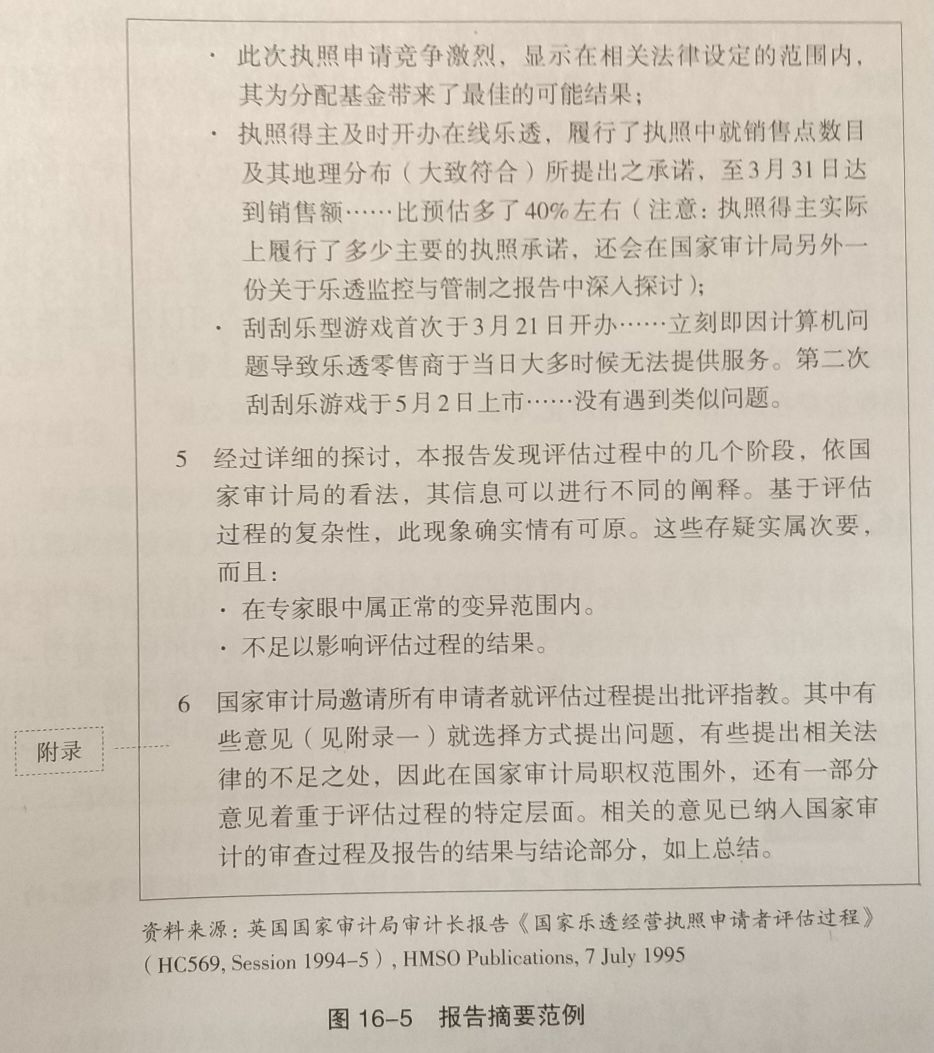 · 此次执照申请竞争激烈，显示在相关法律设定的范围内，
其为分配基金带来了最佳的可能结果；
· 执照得主及时开办在线乐透，履行了执照中就销售点数目
及其地理分布（大致符合）所提出之承诺，至3月31日达
到销售额……比预估多了40%左右（注意：执照得主实际
上履行了多少主要的执照承诺，还会在国家审计局另外一
份关于乐透监控与管制之报告中深入探讨）；
· 刮刮乐型游戏首次于3月21日开办……立刻即因计算机问
题导致乐透零售商于当日大多时候无法提供服务。第二次
刮刮乐游戏于5月2日上市……没有遇到类似问题。
5 经过详细的探讨，本报告发现评估过程中的几个阶段，依国
家审计局的看法，其信息可以进行不同的阐释。基于评估
过程的复杂性，此现象确实情有可原。这些存疑实属次要，
而且：
· 在专家眼中属正常的变异范围内。
· 不足以影响评估过程的结果。
6 国家审计局邀请所有申请者就评估过程提出批评指教。其中有
些意见（见附录一）就选择方式提出问题，有些提出相关法
附录
律的不足之处，因此在国家审计局职权范围外，还有一部分
意见着重于评估过程的特定层面。相关的意见已纳入国家审
计的审查过程及报告的结果与结论部分，如上总结。
资料来源：英国国家审计局审计长报告《国家乐透经营执照申请者评估过程》
（HC569, Session 1994–5）, HMSO Publications, 7 July 1995
图 16–5 报告摘要范例